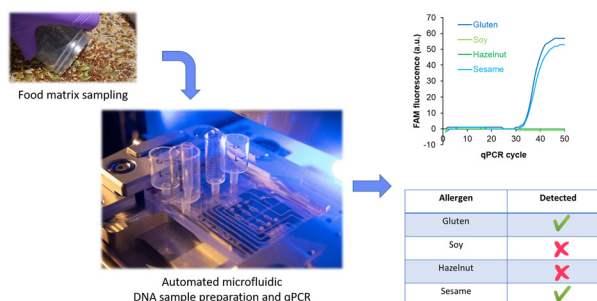 Food matrix sampling
Automated microfluidic
DNA sample preparation and qPCR
FAM fluorescence (a.u.)
70
60
50
40
30
20
10
0
-10
Gluten
Soy
Hazelnut
Sesame
0 10 20 30 40 50
qPCR cycle
Allergen Detected
Gluten
Soy
Hazelnut
Sesame